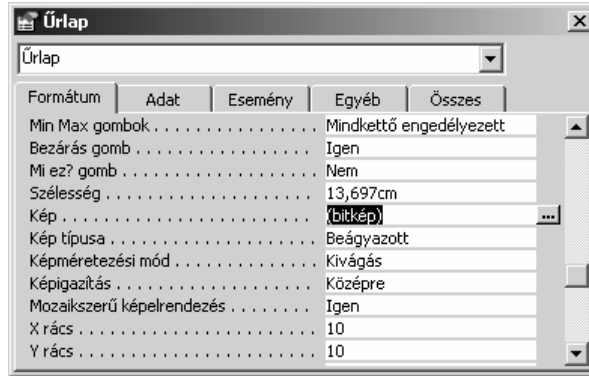 Űrlap
Űrlap
Formátum Adat Esemény Egyéb Összes
Min Max gombok . . . . . . . . . . . . . . . . Mindkettő engedélyezett
Bezárás gomb . . . . . . . . . . . . . . . . . Igen
Mi ez? gomb . . . . . . . . . . . . . . . . . . Nem
Szélesség . . . . . . . . . . . . . . . . . . . . 13,697cm
Kép . . . . . . . . . . . . . . . . . . . . . . . . (bitkép) ...
Kép típusa . . . . . . . . . . . . . . . . . . . Beágyazott
Képméretezési mód . . . . . . . . . . . . . Kivágás
Képigazítás . . . . . . . . . . . . . . . . . . Középre
Mozaikszerű képelrendezés . . . . . . . . Igen
X rács . . . . . . . . . . . . . . . . . . . . . . 10
Y rács . . . . . . . . . . . . . . . . . . . . . . 10